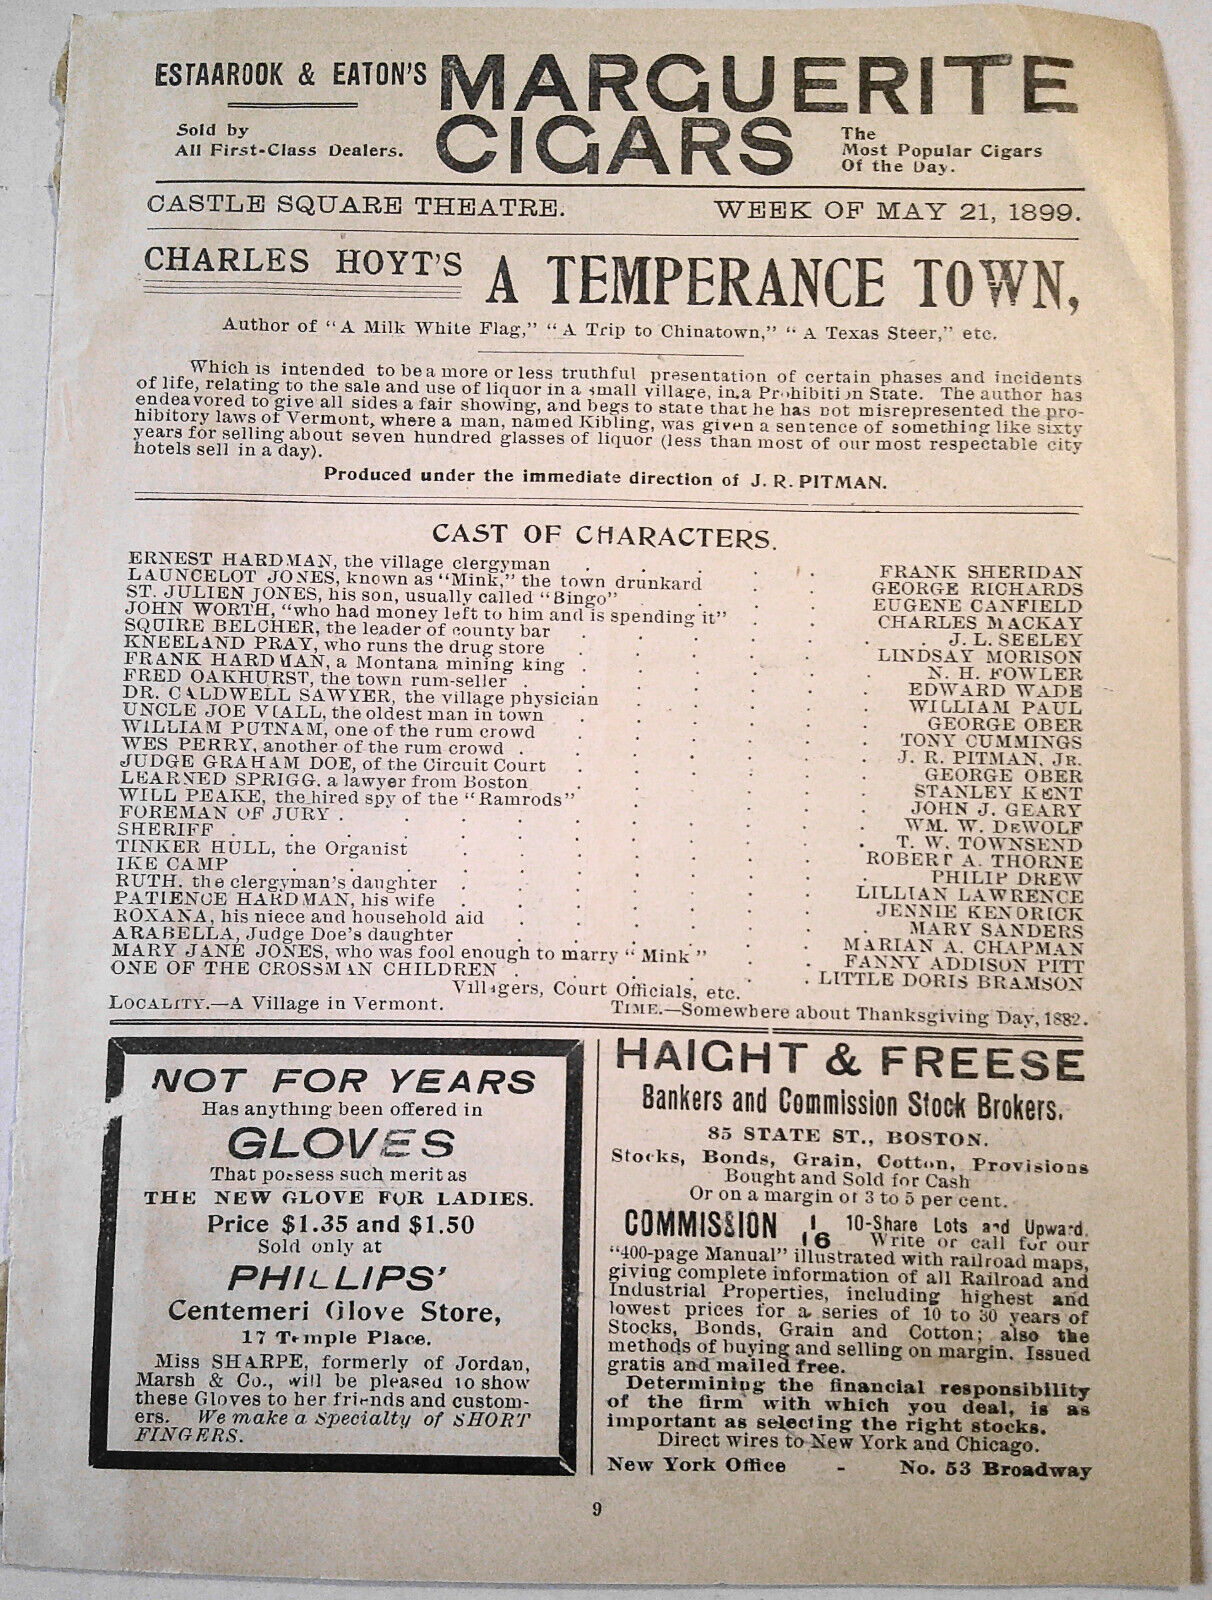 ESTAAROOK & EATON'S MARGUERITE
Sold by
All First-Class Dealers.
CIGARS
The
Most Popular Cigars
Of the Day.
CASTLE SQUARE THEATRE. WEEK OF MAY 21, 1899.
CHARLES HOYT'S A TEMPERANCE TOWN,
Author of "A Milk White Flag," "A Trip to Chinatown," "A Texas Steer," etc.
Which is intended to be a more or less truthful presentation of certain phases and incidents
of life, relating to the sale and use of liquor in a small village, in a Prohibition State. The author has
endeavored to give all sides a fair showing, and begs to state that he has not misrepresented the pro-
hibitory laws of Vermont, where a man, named Kibling, was given a sentence of something like sixty
years for selling about seven hundred glasses of liquor (less than most of our most respectable city
hotels sell in a day).
Produced under the immediate direction of J. R. PITMAN.
CAST OF CHARACTERS.
ERNEST HARDMAN, the village clergyman . . . . . FRANK SHERIDAN
LAUNCELOT JONES, known as "Mink," the town drunkard . . GEORGE RICHARDS
ST. JULIEN JONES, his son, usually called "Bingo" . . . EUGENE CANFIELD
JOHN WORTH, "who had money left to him and is spending it" . . CHARLES MACKAY
SQUIRE BELCHER, the leader of county bar . . . . . J. L. SEELEY
KNEELAND PRAY, who runs the drug store . . . . . LINDSAY MORISON
FRANK HARDMAN, a Montana mining king . . . . . N. H. FOWLER
FRED OAKHURST, the town rum-seller . . . . . EDWARD WADE
DR. CALDWELL SAWYER, the village physician . . . . WILLIAM PAUL
UNCLE JOE VIALL, the oldest man in town . . . . . GEORGE OBER
WILLIAM PUTNAM, one of the rum crowd . . . . . TONY CUMMINGS
WES PERRY, another of the rum crowd . . . . . . J. R. PITMAN, JR.
JUDGE GRAHAM DOE, of the Circuit Court . . . . . GEORGE OBER
LEARNED SPRIGG. a lawyer from Boston . . . . . STANLEY KENT
WILL PEAKE, the hired spy of the "Ramrods" . . . . . JOHN J. GEARY
FOREMAN OF JURY . . . . . . . . WM. W. DEWOLF
SHERIFF . . . . . . . . . . T. W. TOWNSEND
TINKER HULL, the Organist . . . . . . ROBERT A. THORNE
IKE CAMP . . . . . . . . . PHILIP DREW
RUTH. the clergyman's daughter . . . . . . . LILLIAN LAWRENCE
PATIENCE HARDMAN, his wife . . . . . . . JENNIE KENDRICK
ROXANA, his niece and household aid . . . . . . MARY SANDERS
ARABELLA, Judge Doe's daughter . . . . . . MARIAN A. CHAPMAN
MARY JANE JONES, who was fool enough to marry "Mink" . . FANNY ADDISON PITT
ONE OF THE CROSSMAN CHILDREN . . . . . . LITTLE DORIS BRAMSON
Villagers, Court Officials, etc.
LOCALITY.—A Village in Vermont. TIME.—Somewhere about Thanksgiving Day, 1882.
NOT FOR YEARS
Has anything been offered in
GLOVES
That possess such merit as
THE NEW GLOVE FOR LADIES.
Price $1.35 and $1.50
Sold only at
PHILLIPS'
Centemeri Glove Store,
17 Temple Place.
Miss SHARPE, formerly of Jordan,
Marsh & Co., will be pleased to show
these Gloves to her friends and custom-
ers. We make a Specialty of SHORT
FINGERS.
HAIGHT & FREESE
Bankers and Commission Stock Brokers.
85 STATE ST., BOSTON.
Stocks, Bonds, Grain, Cotton, Provisions
Bought and Sold for Cash
Or on a margin of 3 to 5 per cent.
COMMISSION 1/16 10-Share Lots and Upward.
Write or call for our
"400-page Manual" illustrated with railroad maps,
giving complete information of all Railroad and
Industrial Properties, including highest and
lowest prices for a series of 10 to 30 years of
Stocks, Bonds, Grain and Cotton; also the
methods of buying and selling on margin. Issued
gratis and mailed free.
Determining the financial responsibility
of the firm with which you deal, is as
important as selecting the right stocks.
Direct wires to New York and Chicago.
New York Office - No. 53 Broadway
9